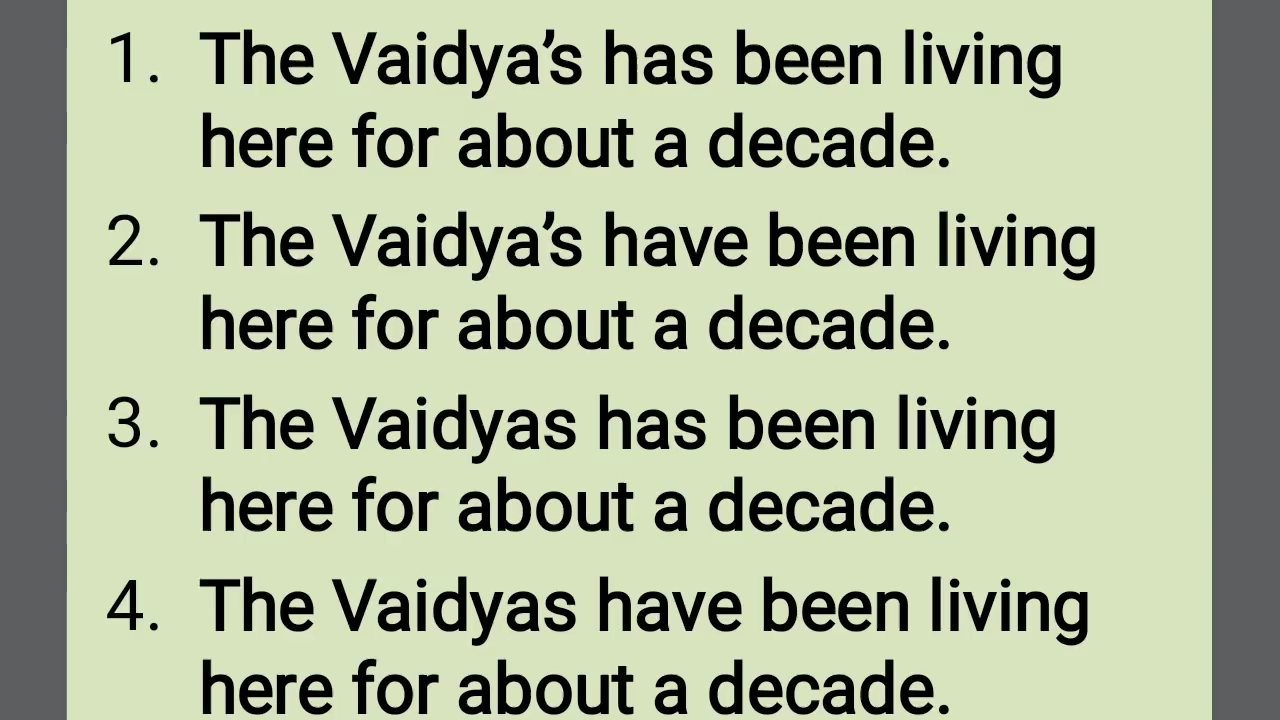 1. The Vaidya’s has been living
here for about a decade.
2. The Vaidya’s have been living
here for about a decade.
3. The Vaidyas has been living
here for about a decade.
4. The Vaidyas have been living
here for about a decade.